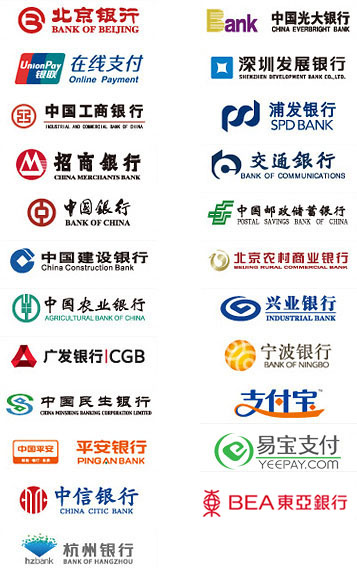 北京银行
BANK OF BEIJING
UnionPay
银联
在线支付
Online Payment
中国工商银行
INDUSTRIAL AND COMMERCIAL BANK OF CHINA
招商銀行
CHINA MERCHANTS BANK
中国银行
BANK OF CHINA
中国建设银行
China Construction Bank
中国农业银行
AGRICULTURAL BANK OF CHINA
广发银行|CGB
中国民生银行
CHINA MINSHENG BANKING CORPORATION LIMITED
中国平安
平安银行
PING AN BANK
中信银行
CHINA CITIC BANK
hzbank
杭州银行
BANK OF HANGZHOU
Bank
中国光大银行
CHINA EVERBRIGHT BANK
深圳发展银行
SHENZHEN DEVELOPMENT BANK CO.,LTD.
浦发银行
SPD BANK
交通銀行
BANK OF COMMUNICATIONS
中国邮政储蓄银行
POSTAL SAVINGS BANK OF CHINA
北京农村商业银行
BEIJING RURAL COMMERCIAL BANK
兴业银行
INDUSTRIAL BANK
宁波银行
BANK OF NINGBO
支付宝
易宝支付
YEEPAY.COM
BEA東亞銀行